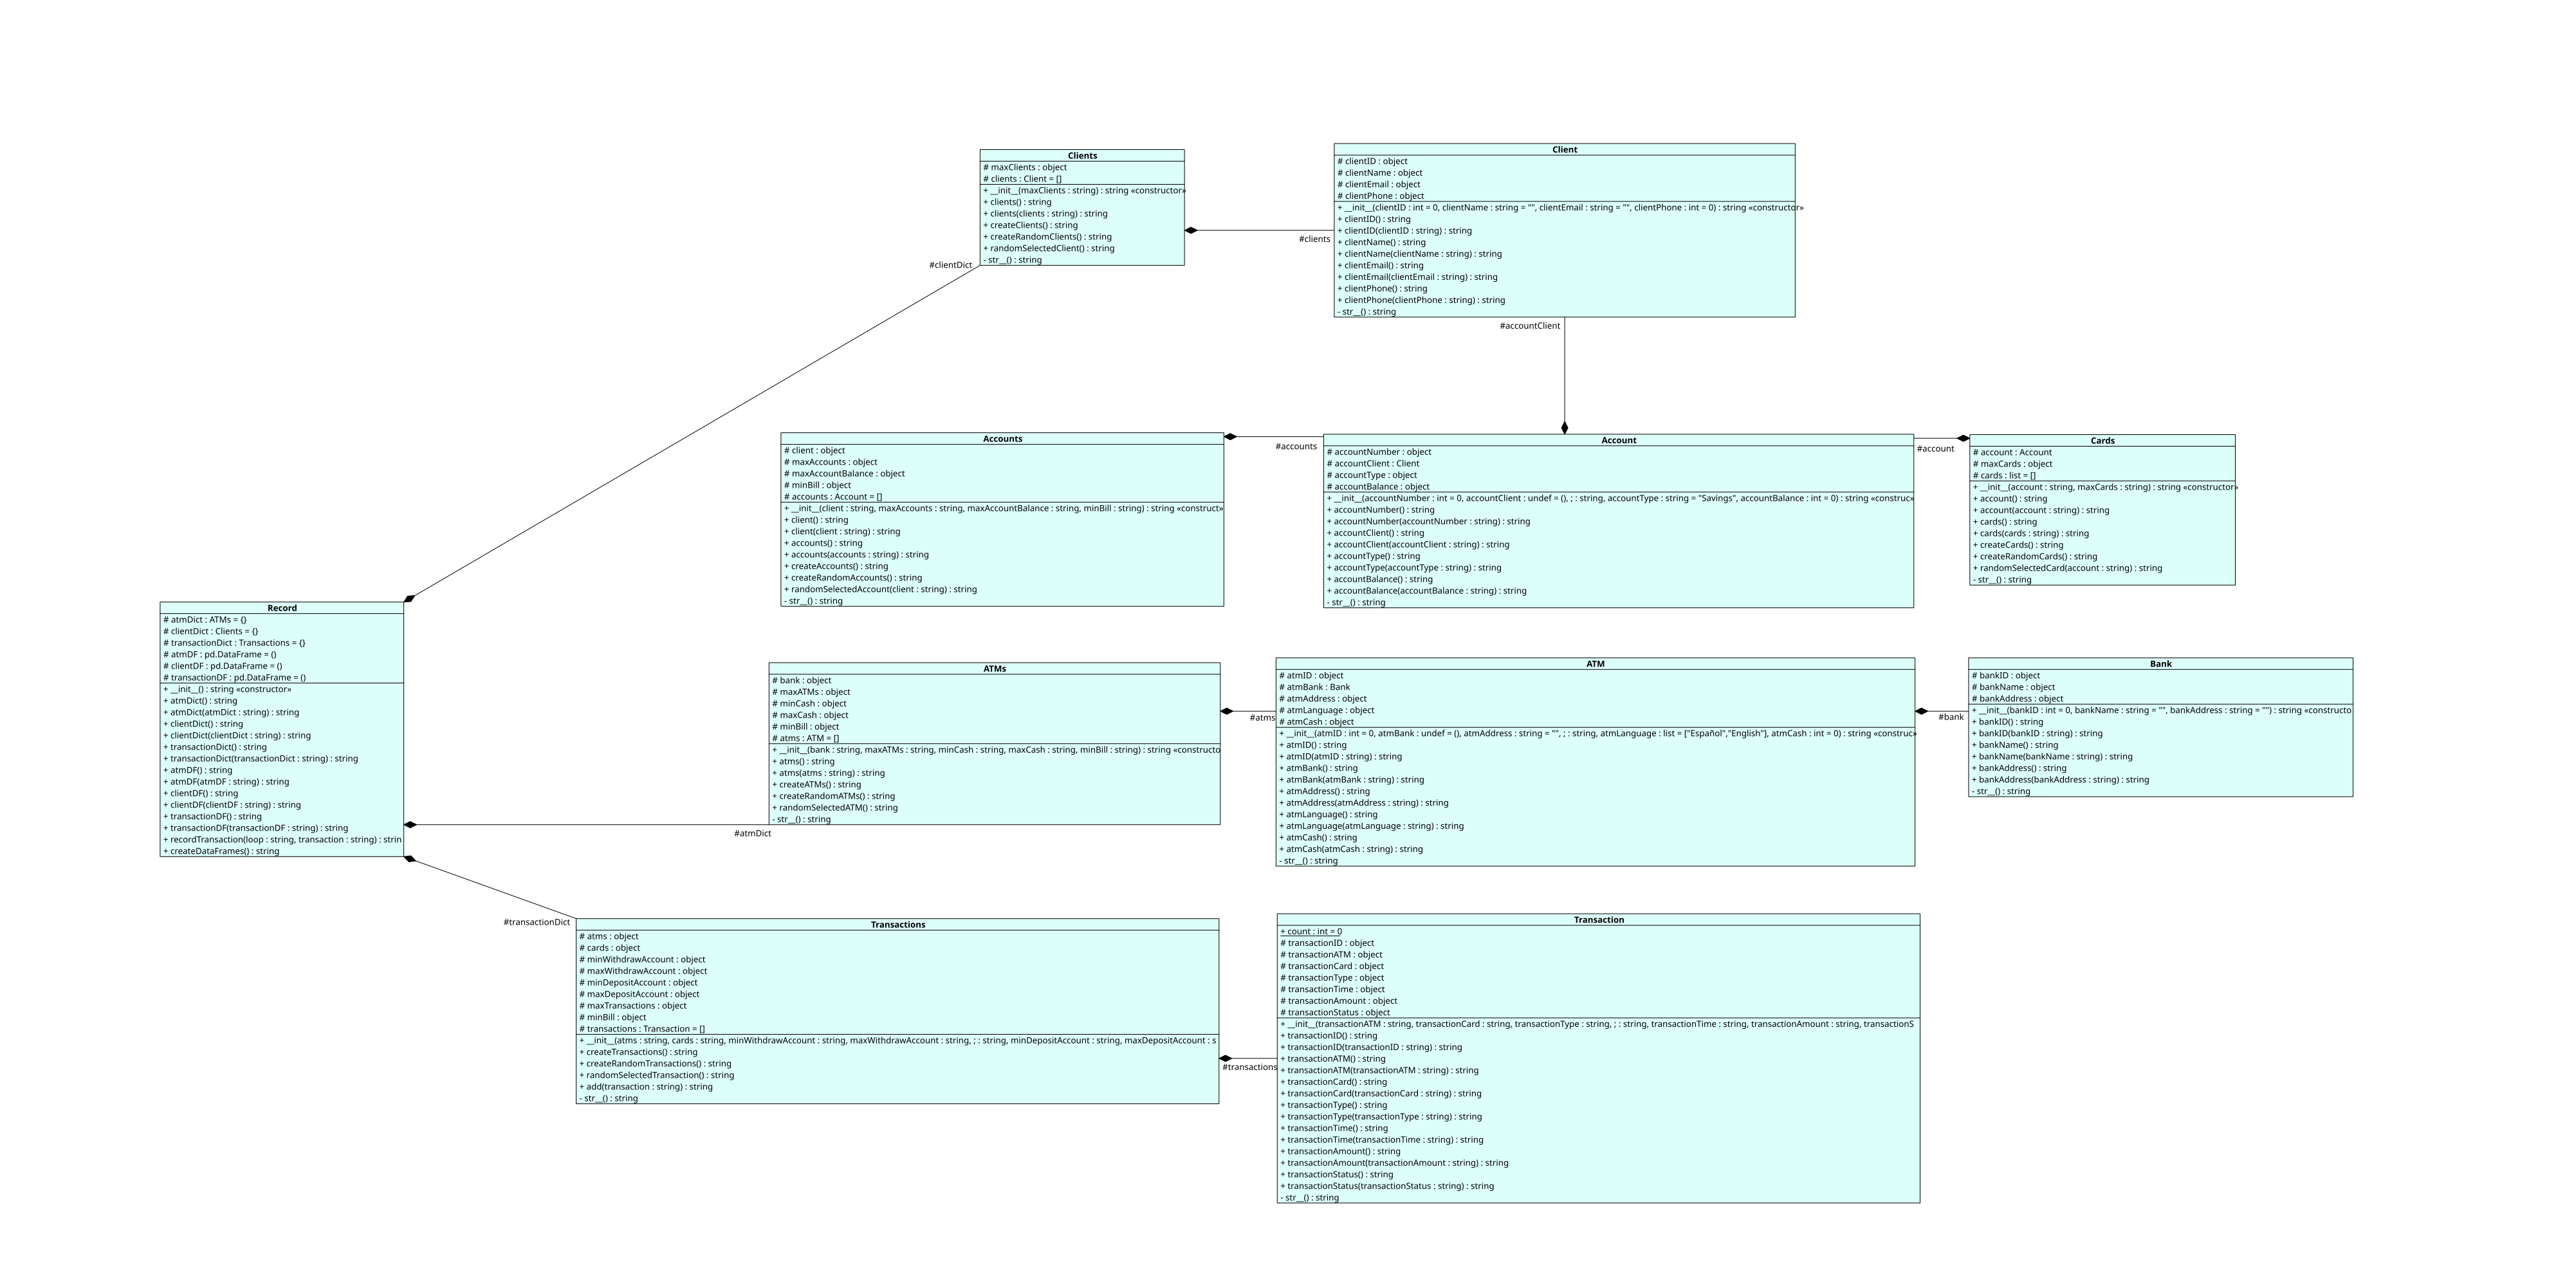 Clients
# maxClients : object
# clients : Client = []
+ __init__(maxClients : string) : string «constructor»
+ clients() : string
+ clients(clients : string) : string
+ createClients() : string
+ createRandomClients() : string
+ randomSelectedClient() : string
- str__() : string
#clients
#clientDict
Client
# clientID : object
# clientName : object
# clientEmail : object
# clientPhone : object
+ __init__(clientID : int = 0, clientName : string = "", clientEmail : string = "", clientPhone : int = 0) : string «constructor»
+ clientID() : string
+ clientID(clientID : string) : string
+ clientName() : string
+ clientName(clientName : string) : string
+ clientEmail() : string
+ clientEmail(clientEmail : string) : string
+ clientPhone() : string
+ clientPhone(clientPhone : string) : string
- str__() : string
#accountClient
Accounts
# client : object
# maxAccounts : object
# maxAccountBalance : object
# minBill : object
# accounts : Account = []
+ __init__(client : string, maxAccounts : string, maxAccountBalance : string, minBill : string) : string «construct»
+ client() : string
+ client(client : string) : string
+ accounts() : string
+ accounts(accounts : string) : string
+ createAccounts() : string
+ createRandomAccounts() : string
+ randomSelectedAccount(client : string) : string
- str__() : string
#accounts
Account
# accountNumber : object
# accountClient : Client
# accountType : object
# accountBalance : object
+ __init__(accountNumber : int = 0, accountClient : undef = (), ; : string, accountType : string = "Savings", accountBalance : int = 0) : string «construc»
+ accountNumber() : string
+ accountNumber(accountNumber : string) : string
+ accountClient() : string
+ accountClient(accountClient : string) : string
+ accountType() : string
+ accountType(accountType : string) : string
+ accountBalance() : string
+ accountBalance(accountBalance : string) : string
- str__() : string
#account
Cards
# account : Account
# maxCards : object
# cards : list = []
+ __init__(account : string, maxCards : string) : string «constructor»
+ account() : string
+ account(account : string) : string
+ cards() : string
+ cards(cards : string) : string
+ createCards() : string
+ createRandomCards() : string
+ randomSelectedCard(account : string) : string
- str__() : string
Record
# atmDict : ATMs = {}
# clientDict : Clients = {}
# transactionDict : Transactions = {}
# atmDF : pd.DataFrame = ()
# clientDF : pd.DataFrame = ()
# transactionDF : pd.DataFrame = ()
+ __init__() : string «constructor»
+ atmDict() : string
+ atmDict(atmDict : string) : string
+ clientDict() : string
+ clientDict(clientDict : string) : string
+ transactionDict() : string
+ transactionDict(transactionDict : string) : string
+ atmDF() : string
+ atmDF(atmDF : string) : string
+ clientDF() : string
+ clientDF(clientDF : string) : string
+ transactionDF() : string
+ transactionDF(transactionDF : string) : string
+ recordTransaction(loop : string, transaction : string) : strin
+ createDataFrames() : string
#atmDict
ATMs
# bank : object
# maxATMs : object
# minCash : object
# maxCash : object
# minBill : object
# atms : ATM = []
+ __init__(bank : string, maxATMs : string, minCash : string, maxCash : string, minBill : string) : string «constructo
+ atms() : string
+ atms(atms : string) : string
+ createATMs() : string
+ createRandomATMs() : string
+ randomSelectedATM() : string
- str__() : string
#atms
ATM
# atmID : object
# atmBank : Bank
# atmAddress : object
# atmLanguage : object
# atmCash : object
+ __init__(atmID : int = 0, atmBank : undef = (), atmAddress : string = "", ; : string, atmLanguage : list = ["Español","English"], atmCash : int = 0) : string «construc»
+ atmID() : string
+ atmID(atmID : string) : string
+ atmBank() : string
+ atmBank(atmBank : string) : string
+ atmAddress() : string
+ atmAddress(atmAddress : string) : string
+ atmLanguage() : string
+ atmLanguage(atmLanguage : string) : string
+ atmCash() : string
+ atmCash(atmCash : string) : string
- str__() : string
#bank
Bank
# bankID : object
# bankName : object
# bankAddress : object
+ __init__(bankID : int = 0, bankName : string = "", bankAddress : string = "") : string «constructo
+ bankID() : string
+ bankID(bankID : string) : string
+ bankName() : string
+ bankName(bankName : string) : string
+ bankAddress() : string
+ bankAddress(bankAddress : string) : string
- str__() : string
#transactionDict
Transactions
# atms : object
# cards : object
# minWithdrawAccount : object
# maxWithdrawAccount : object
# minDepositAccount : object
# maxDepositAccount : object
# maxTransactions : object
# minBill : object
# transactions : Transaction = []
+ __init__(atms : string, cards : string, minWithdrawAccount : string, maxWithdrawAccount : string, ; : string, minDepositAccount : string, maxDepositAccount : s
+ createTransactions() : string
+ createRandomTransactions() : string
+ randomSelectedTransaction() : string
+ add(transaction : string) : string
- str__() : string
#transactions
Transaction
+ count : int = 0
# transactionID : object
# transactionATM : object
# transactionCard : object
# transactionType : object
# transactionTime : object
# transactionAmount : object
# transactionStatus : object
+ __init__(transactionATM : string, transactionCard : string, transactionType : string, ; : string, transactionTime : string, transactionAmount : string, transactionS
+ transactionID() : string
+ transactionID(transactionID : string) : string
+ transactionATM() : string
+ transactionATM(transactionATM : string) : string
+ transactionCard() : string
+ transactionCard(transactionCard : string) : string
+ transactionType() : string
+ transactionType(transactionType : string) : string
+ transactionTime() : string
+ transactionTime(transactionTime : string) : string
+ transactionAmount() : string
+ transactionAmount(transactionAmount : string) : string
+ transactionStatus() : string
+ transactionStatus(transactionStatus : string) : string
- str__() : string